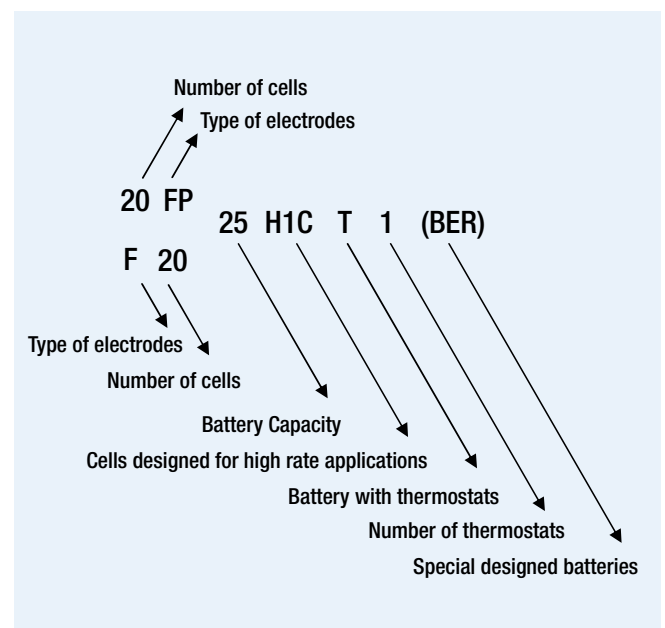 Number of cells
Type of electrodes
20 FP
25 H1C T 1 (BER)
F 20
Type of electrodes
Number of cells
Battery Capacity
Cells designed for high rate applications
Battery with thermostats
Number of thermostats
Special designed batteries